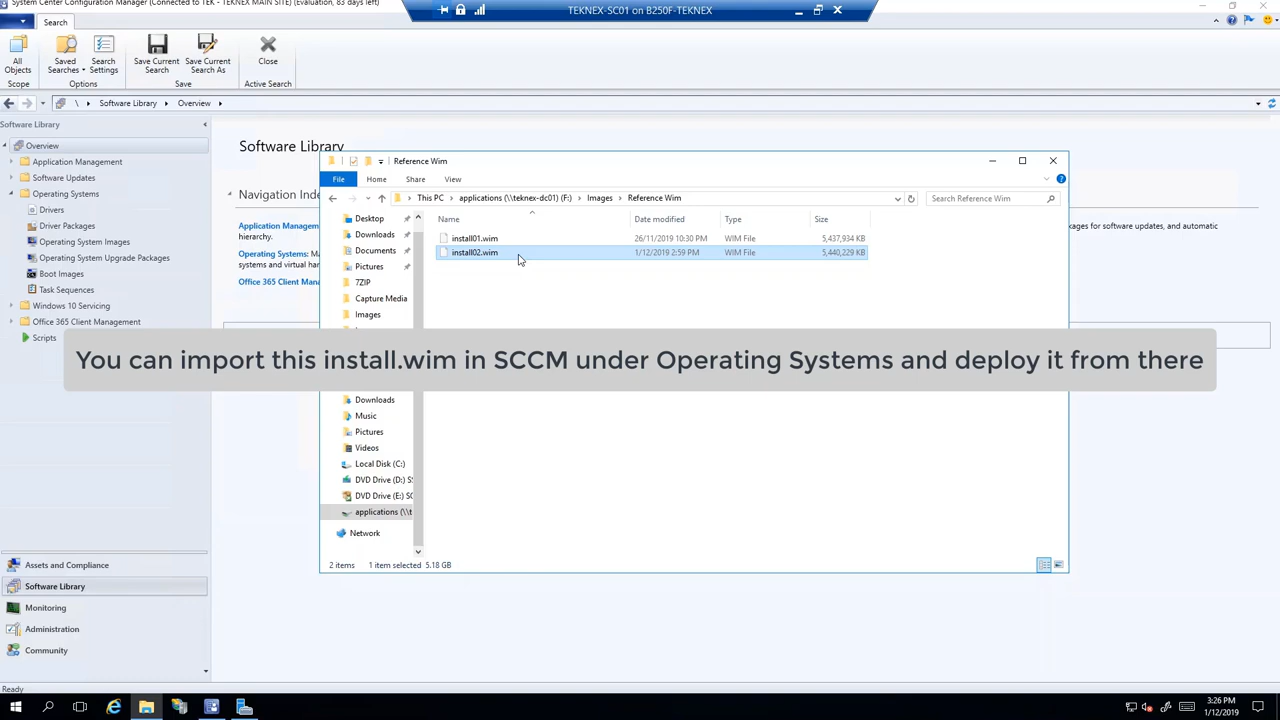 System Center Configuration Manager (Connected to TEK - TEKNEX MAIN SITE) (Evaluation, 83 days left)
TEKNEX-SC01 on B250F-TEKNEX
Search
All Objects
Saved Searches
Search Settings
Save Current Search
Save Current Search As
Close
Scope
Options
Save
Active Search
\ Software Library Overview
Software Library
Overview
Application Management
Software Updates
Operating Systems
Drivers
Driver Packages
Operating System Images
Operating System Upgrade Packages
Boot Images
Task Sequences
Windows 10 Servicing
Office 365 Client Management
Scripts
Assets and Compliance
Software Library
Monitoring
Administration
Community
Ready
Software Library
Navigation Inde
Application Managem
hierarchy.
Operating Systems:
systems and virtual har
Office 365 Client Mana
kages for software updates, and automatic
Reference Wim
File
Home
Share
View
This PC applications (\\teknex-dc01) (F:) Images Reference Wim
Search Reference Wim
Desktop
Downloads
Documents
Pictures
7ZIP
Capture Media
Images
Downloads
Music
Pictures
Videos
Local Disk (C:)
DVD Drive (D:) S
DVD Drive (E:) SC
applications (\\t
Network
Name Date modified Type Size
install01.wim 26/11/2019 10:30 PM WIM File 5,437,934 KB
install02.wim 1/12/2019 2:59 PM WIM File 5,440,229 KB
You can import this install.wim in SCCM under Operating Systems and deploy it from there
2 items 1 item selected 5.18 GB
3:26 PM
1/12/2019